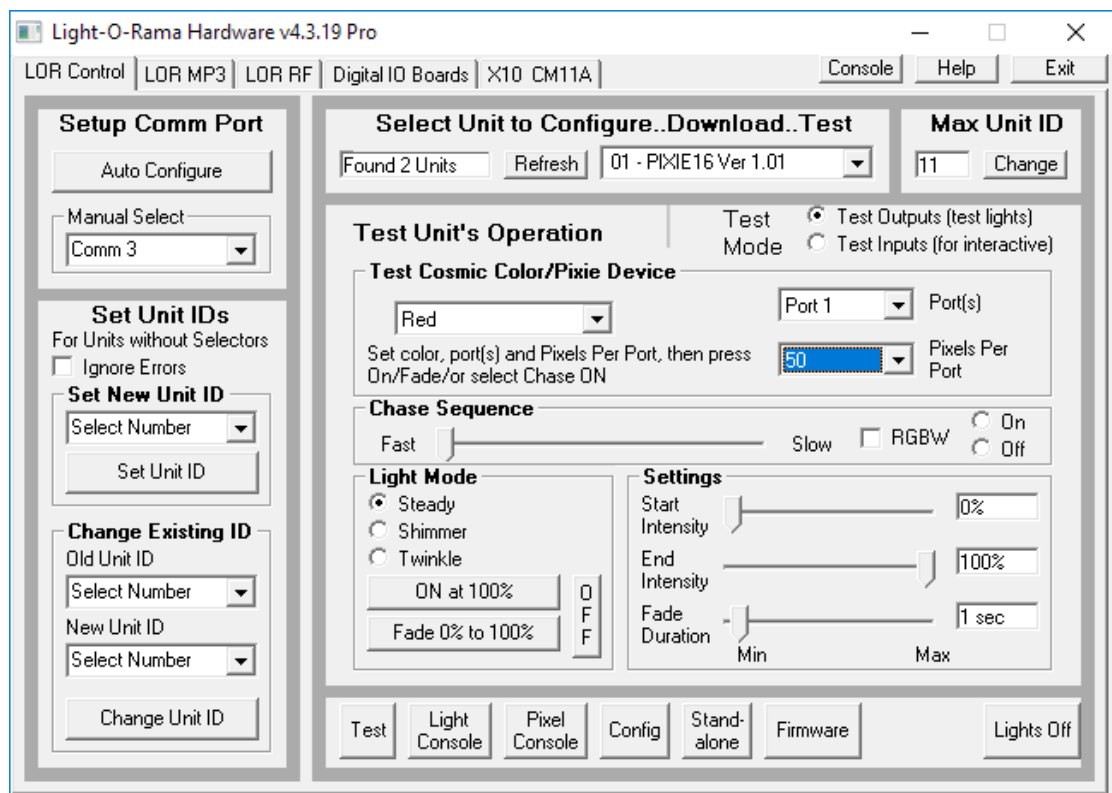 Light-O-Rama Hardware v4.3.19 Pro
LOR Control LOR MP3 LOR RF Digital IO Boards X10 CM11A Console Help Exit
Setup Comm Port
Auto Configure
Manual Select
Comm 3
Set Unit IDs
For Units without Selectors
Ignore Errors
Set New Unit ID
Select Number
Set Unit ID
Change Existing ID
Old Unit ID
Select Number
New Unit ID
Select Number
Change Unit ID
Select Unit to Configure..Download..Test
Found 2 Units Refresh 01 - PIXIE16 Ver 1.01
Max Unit ID
11 Change
Test Unit's Operation
Test Mode
Test Outputs (test lights)
Test Inputs (for interactive)
Test Cosmic Color/Pixie Device
Red
Port 1 Port(s)
Set color, port(s) and Pixels Per Port, then press
On/Fade/or select Chase ON
50 Pixels Per
Port
Chase Sequence
Fast Slow RGBW On
Off
Light Mode
Steady
Shimmer
Twinkle
ON at 100%
Fade 0% to 100%
OFF
Settings
Start
Intensity 0%
End
Intensity 100%
Fade
Duration 1 sec
Min Max
Test
Light
Console
Pixel
Console
Config
Stand-
alone
Firmware
Lights Off